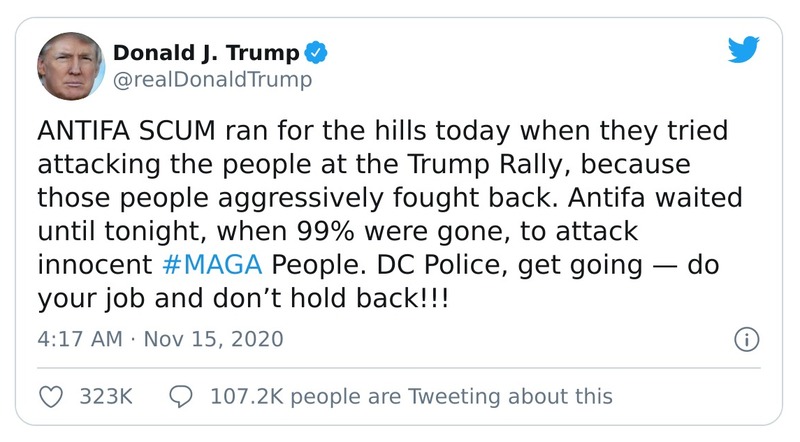 Donald J. Trump
@realDonaldTrump
ANTIFA SCUM ran for the hills today when they tried
attacking the people at the Trump Rally, because
those people aggressively fought back. Antifa waited
until tonight, when 99% were gone, to attack
innocent #MAGA People. DC Police, get going — do
your job and don’t hold back!!!
4:17 AM · Nov 15, 2020
323K 107.2K people are Tweeting about this